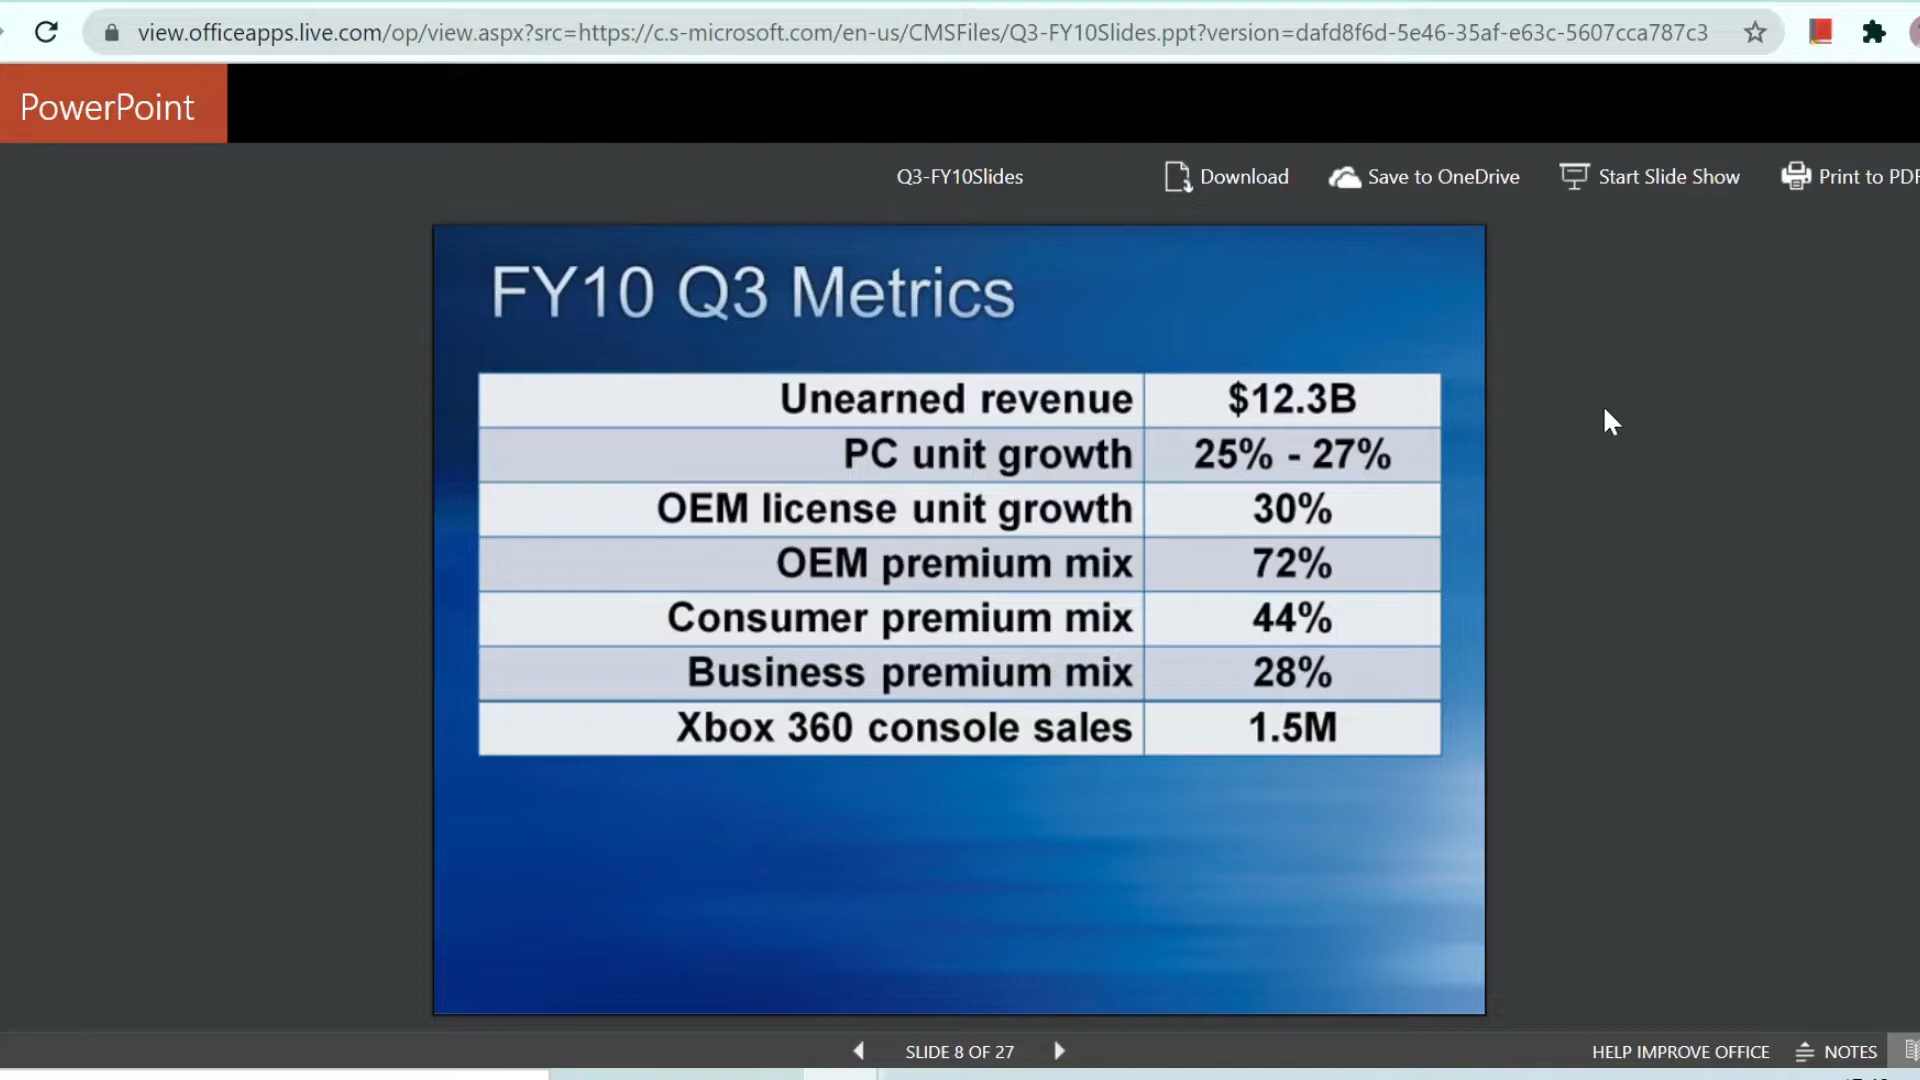 view.officeapps.live.com/op/view.aspx?src=https://c.s-microsoft.com/en-us/CMSFiles/Q3-FY10Slides.ppt?version=dafd8f6d-5e46-35af-e63c-5607cca787c3
PowerPoint
Q3-FY10Slides Download Save to OneDrive Start Slide Show Print to PDF
FY10 Q3 Metrics
Unearned revenue $12.3B
PC unit growth 25% - 27%
OEM license unit growth 30%
OEM premium mix 72%
Consumer premium mix 44%
Business premium mix 28%
Xbox 360 console sales 1.5M
SLIDE 8 OF 27 HELP IMPROVE OFFICE NOTES